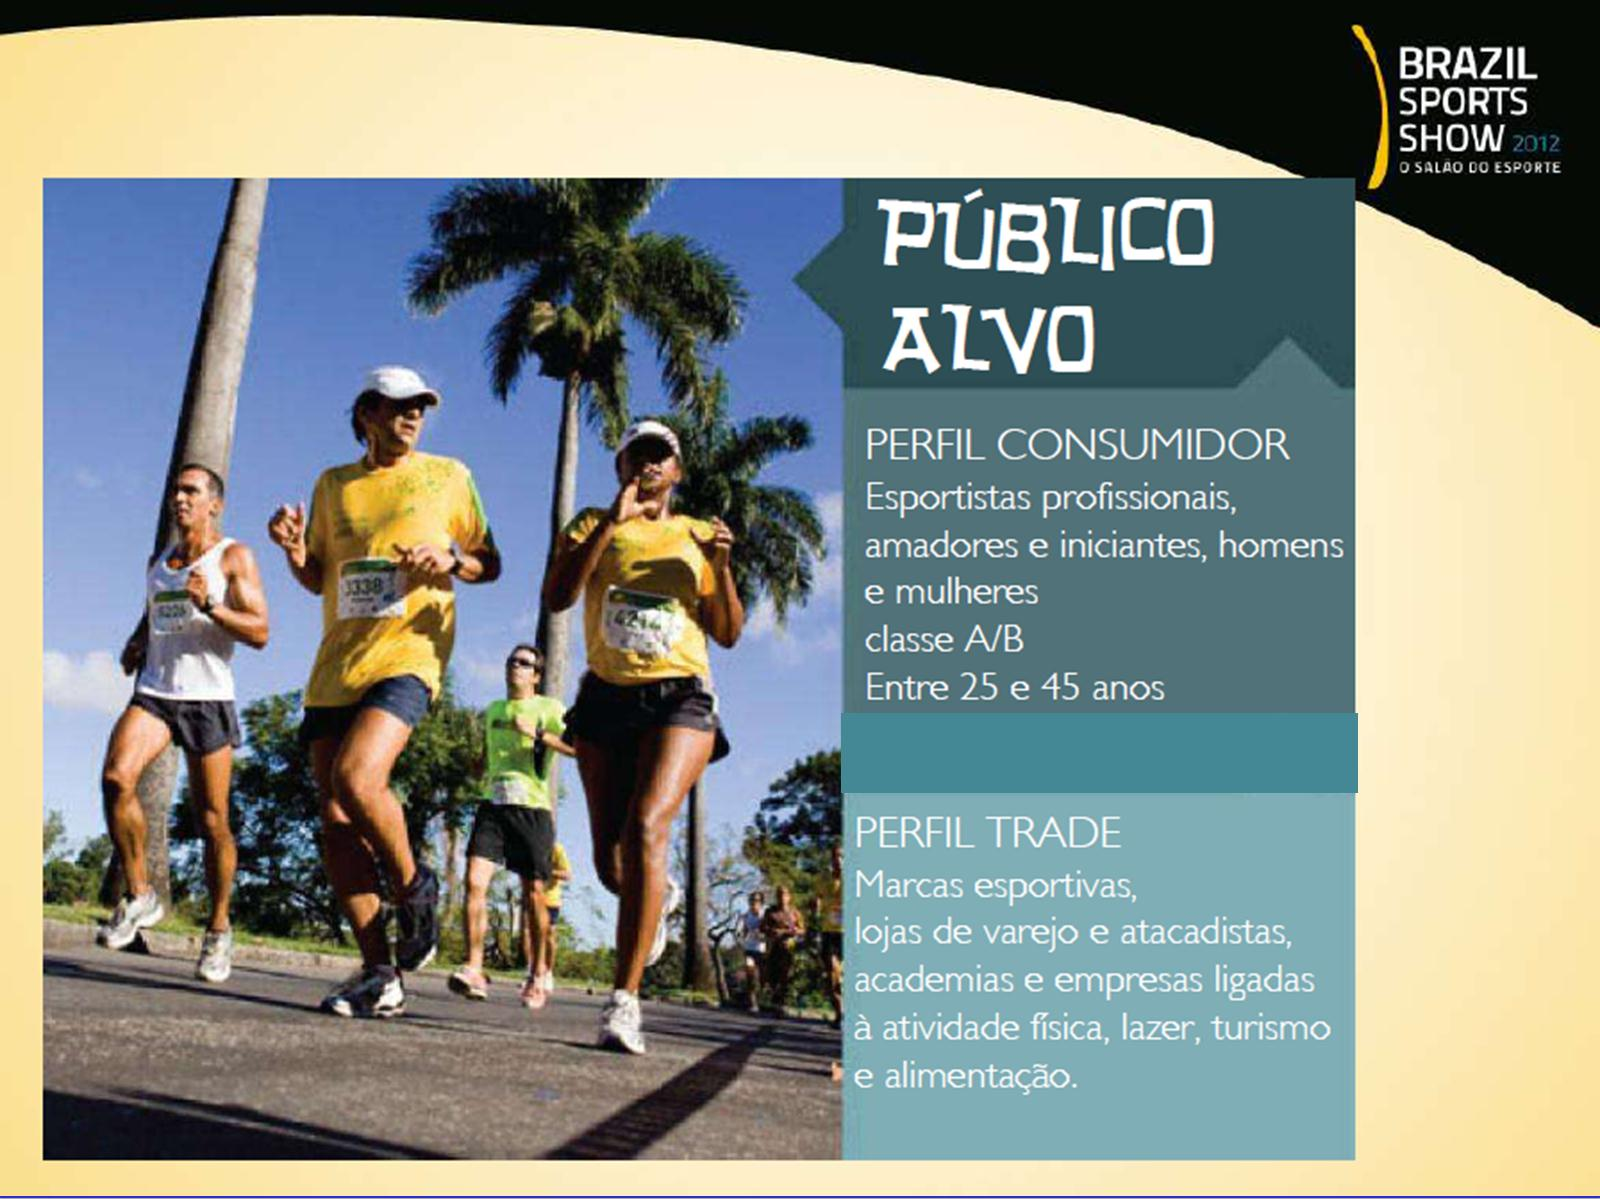 BRAZIL
SPORTS
SHOW 2012
O SALÃO DO ESPORTE
PÚBLICO
ALVO
PERFIL CONSUMIDOR
Esportistas profissionais,
amadores e iniciantes, homens
e mulheres
classe A/B
Entre 25 e 45 anos
PERFIL TRADE
Marcas esportivas,
lojas de varejo e atacadistas,
academias e empresas ligadas
à atividade física, lazer, turismo
e alimentação.
3338
4214